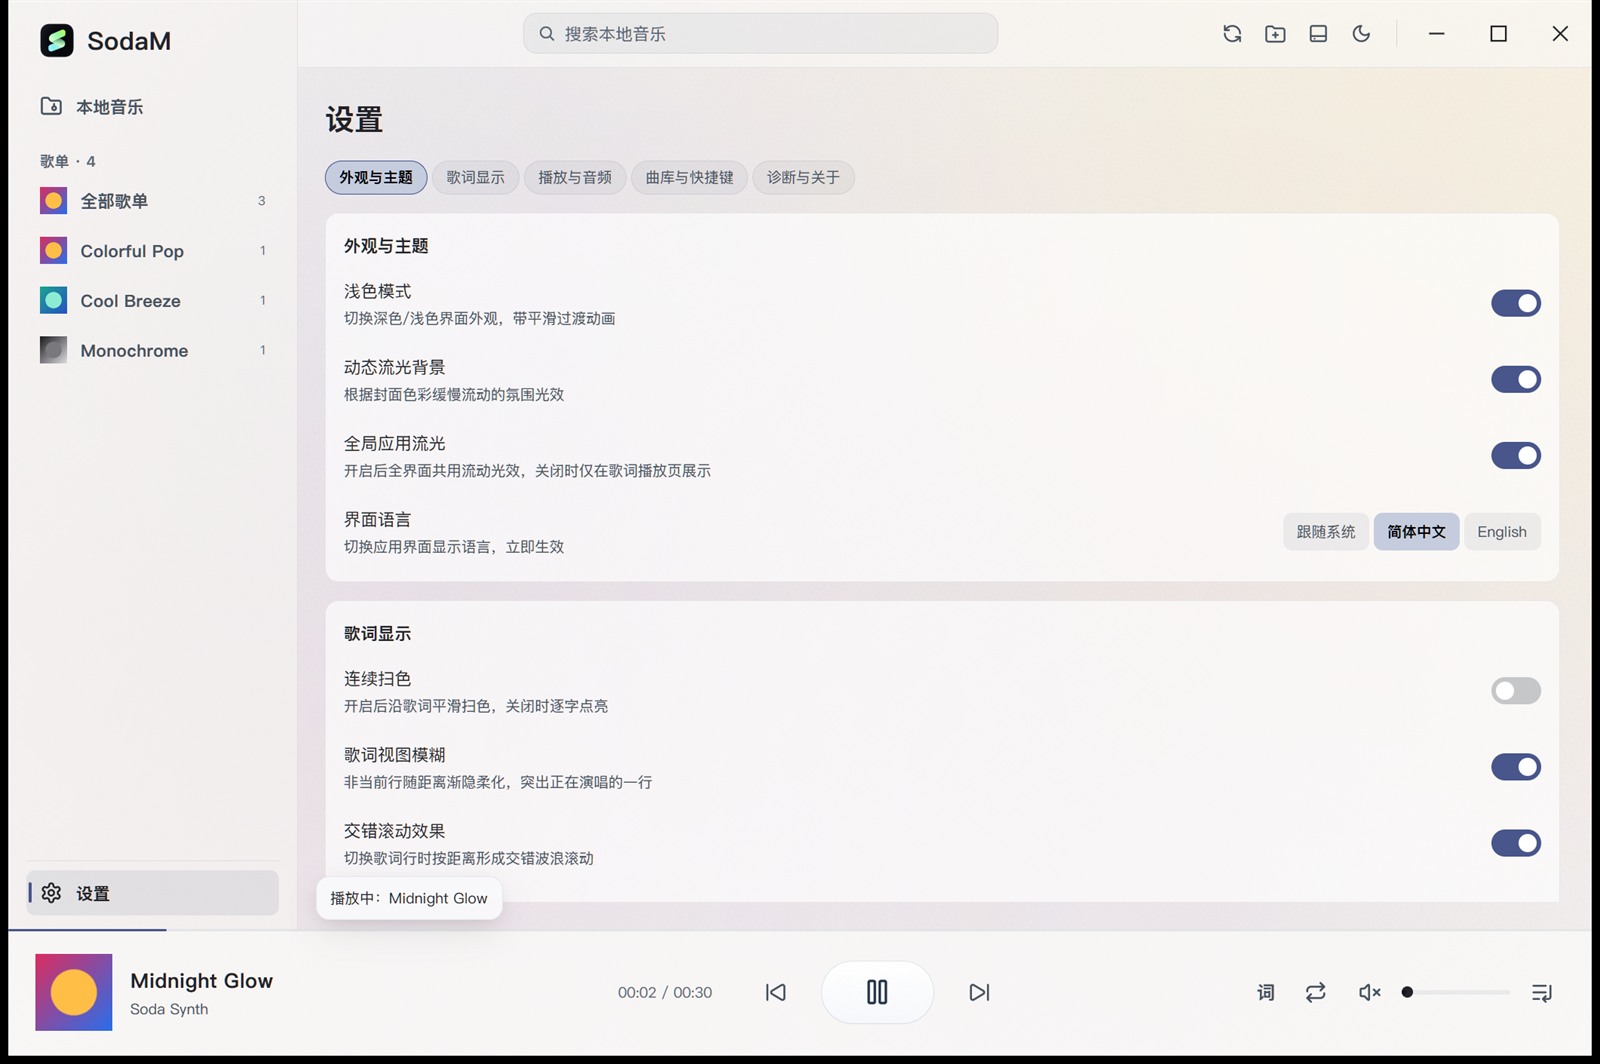 SodaM
搜索本地音乐
本地音乐
歌单 · 4
全部歌单 3
Colorful Pop 1
Cool Breeze 1
Monochrome 1
设置
设置
外观与主题 歌词显示 播放与音频 曲库与快捷键 诊断与关于
外观与主题
浅色模式
切换深色/浅色界面外观，带平滑过渡动画
动态流光背景
根据封面色彩缓慢流动的氛围光效
全局应用流光
开启后全界面共用流动光效，关闭时仅在歌词播放页展示
界面语言
切换应用界面显示语言，立即生效
跟随系统 简体中文 English
歌词显示
连续扫色
开启后沿歌词平滑扫色，关闭时逐字点亮
歌词视图模糊
非当前行随距离渐隐柔化，突出正在演唱的一行
交错滚动效果
切换歌词行时按距离形成交错波浪滚动
播放中：Midnight Glow
Midnight Glow
Soda Synth
00:02 / 00:30
词